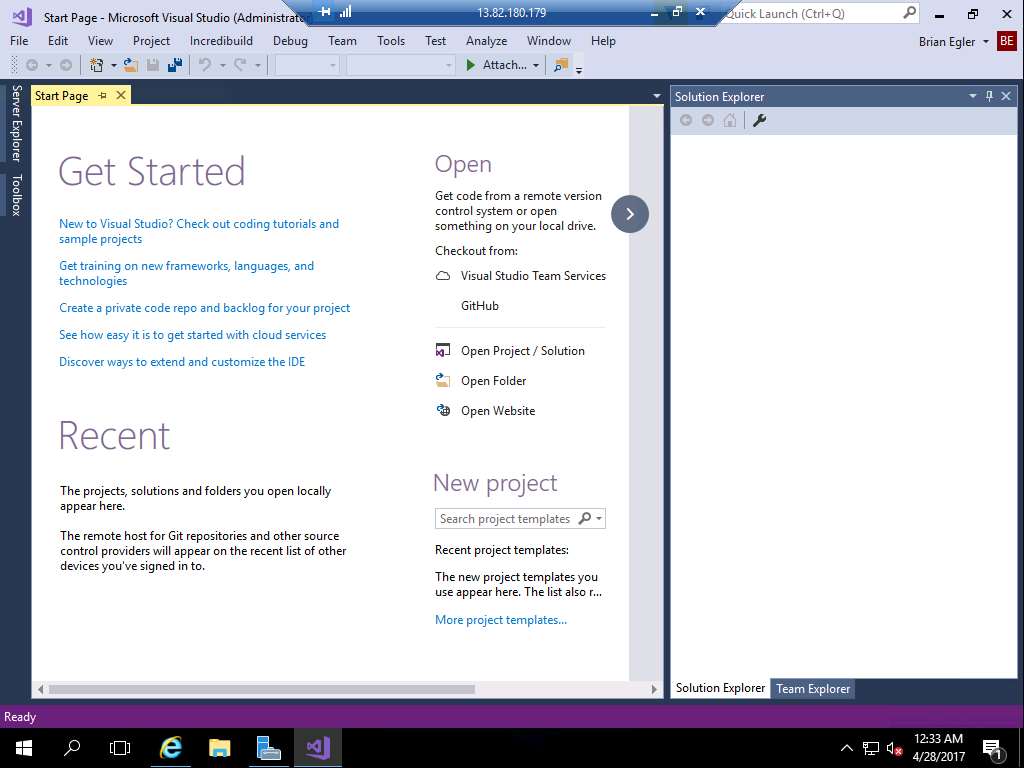 Start Page - Microsoft Visual Studio (Administrator
13.82.180.179
Quick Launch (Ctrl+Q)
File Edit View Project Incredibuild Debug Team Tools Test Analyze Window Help
Brian Egler BE
Attach...
Server Explorer
Toolbox
Start Page
Get Started
New to Visual Studio? Check out coding tutorials and
sample projects
Get training on new frameworks, languages, and
technologies
Create a private code repo and backlog for your project
See how easy it is to get started with cloud services
Discover ways to extend and customize the IDE
Recent
The projects, solutions and folders you open locally
appear here.
The remote host for Git repositories and other source
control providers will appear on the recent list of other
devices you've signed in to.
Open
Get code from a remote version
control system or open
something on your local drive.
Checkout from:
Visual Studio Team Services
GitHub
Open Project / Solution
Open Folder
Open Website
New project
Search project templates
Recent project templates:
The new project templates you
use appear here. The list also r...
More project templates...
Solution Explorer
Solution Explorer Team Explorer
Ready
12:33 AM
4/28/2017
1